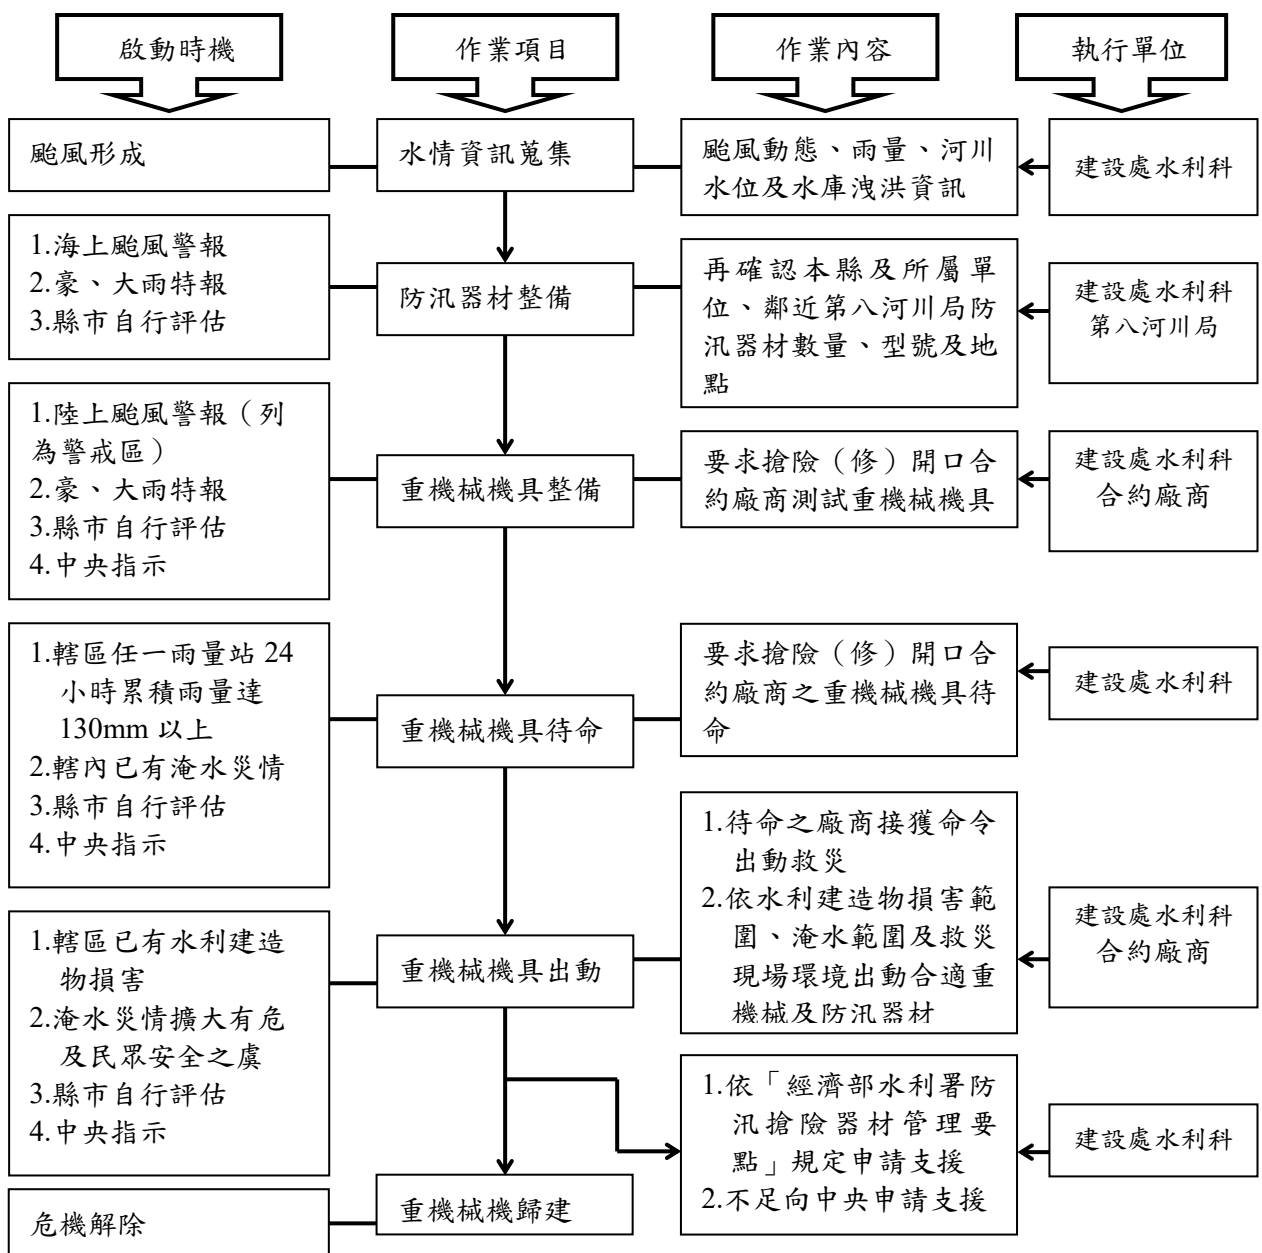 啟動時機
作業項目
作業內容
執行單位
颱風形成
水情資訊蒐集
颱風動態、雨量、河川
水位及水庫洩洪資訊
建設處水利科
1.海上颱風警報
2.豪、大雨特報
3.縣市自行評估
防汛器材整備
再確認本縣及所屬單
位、鄰近第八河川局防
汛器材數量、型號及地
點
建設處水利科
第八河川局
1.陸上颱風警報（列
為警戒區）
2.豪、大雨特報
3.縣市自行評估
4.中央指示
重機械機具整備
要求搶險（修）開口合
約廠商測試重機械機具
建設處水利科
合約廠商
1.轄區任一雨量站 24
小時累積雨量達
130mm 以上
2.轄內已有淹水災情
3.縣市自行評估
4.中央指示
重機械機具待命
要求搶險（修）開口合
約廠商之重機械機具待
命
建設處水利科
1.轄區已有水利建造
物損害
2.淹水災情擴大有危
及民眾安全之虞
3.縣市自行評估
4.中央指示
重機械機具出動
1.待命之廠商接獲命令
出動救災
2.依水利建造物損害範
圍、淹水範圍及救災
現場環境出動合適重
機械及防汛器材
建設處水利科
合約廠商
1.依「經濟部水利署防
汛搶險器材管理要
點」規定申請支援
2.不足向中央申請支援
建設處水利科
危機解除
重機械機歸建